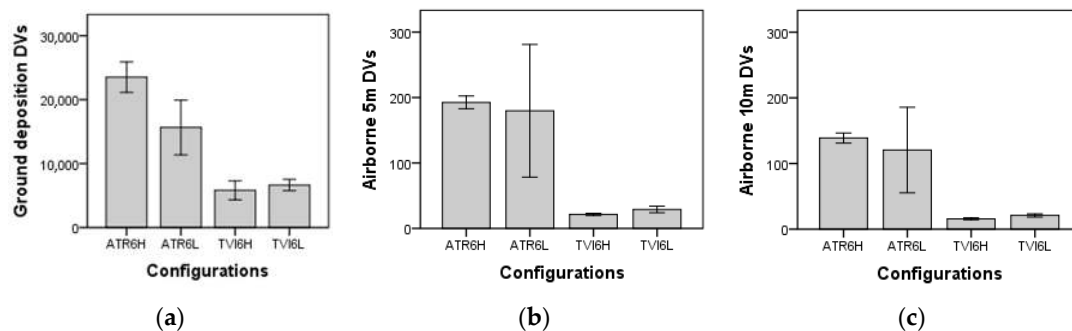 Ground deposition DVs
30,000
20,000
10,000
0
ATR6H ATR6L TVI6H TVI6L
Configurations
(a)
Airborne 5m DVs
300
200
100
0
ATR6H ATR6L TVI6H TVI6L
Configurations
(b)
Airborne 10m DVs
300
200
100
0
ATR6H ATR6L TVI6H TVI6L
Configurations
(c)